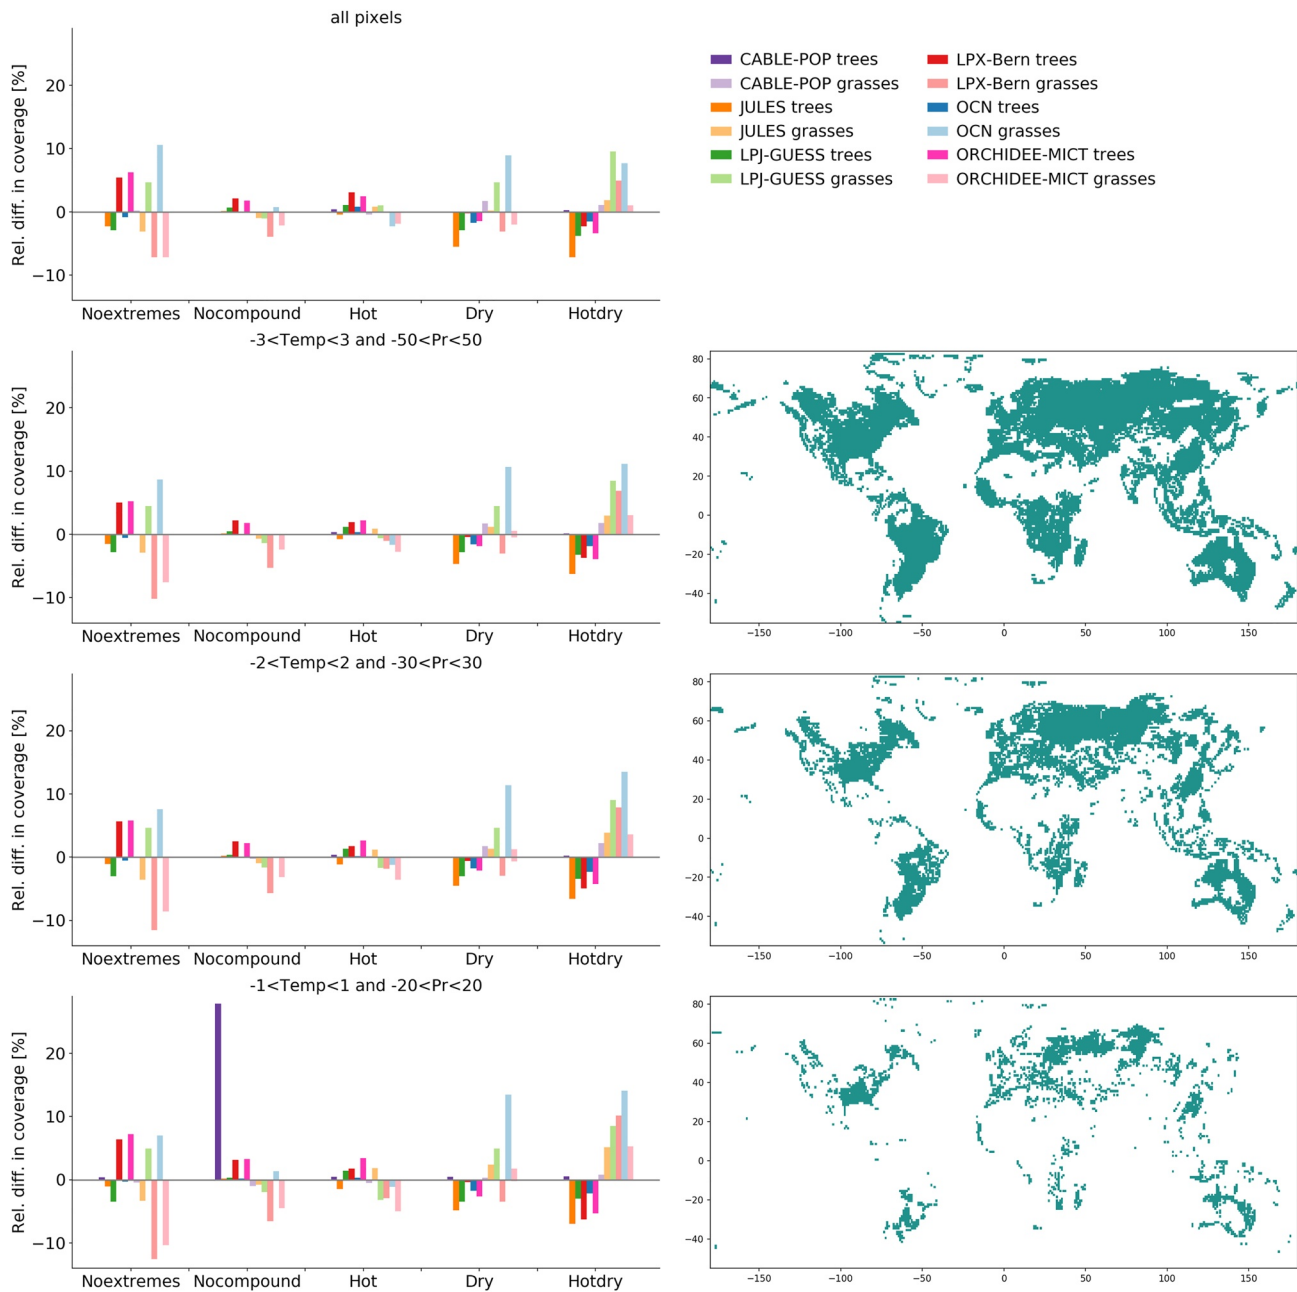 all pixels
Rel. diff. in coverage [%]
20
10
0
−10
Noextremes Nocompound Hot Dry Hotdry
CABLE-POP trees
CABLE-POP grasses
JULES trees
JULES grasses
LPJ-GUESS trees
LPJ-GUESS grasses
LPX-Bern trees
LPX-Bern grasses
OCN trees
OCN grasses
ORCHIDEE-MICT trees
ORCHIDEE-MICT grasses
-3<Temp<3 and -50<Pr<50
Rel. diff. in coverage [%]
20
10
0
−10
Noextremes Nocompound Hot Dry Hotdry
80
60
40
20
0
−20
−40
−150 −100 −50 0 50 100 150
-2<Temp<2 and -30<Pr<30
Rel. diff. in coverage [%]
20
10
0
−10
Noextremes Nocompound Hot Dry Hotdry
80
60
40
20
0
−20
−40
−150 −100 −50 0 50 100 150
-1<Temp<1 and -20<Pr<20
Rel. diff. in coverage [%]
20
10
0
−10
Noextremes Nocompound Hot Dry Hotdry
80
60
40
20
0
−20
−40
−150 −100 −50 0 50 100 150